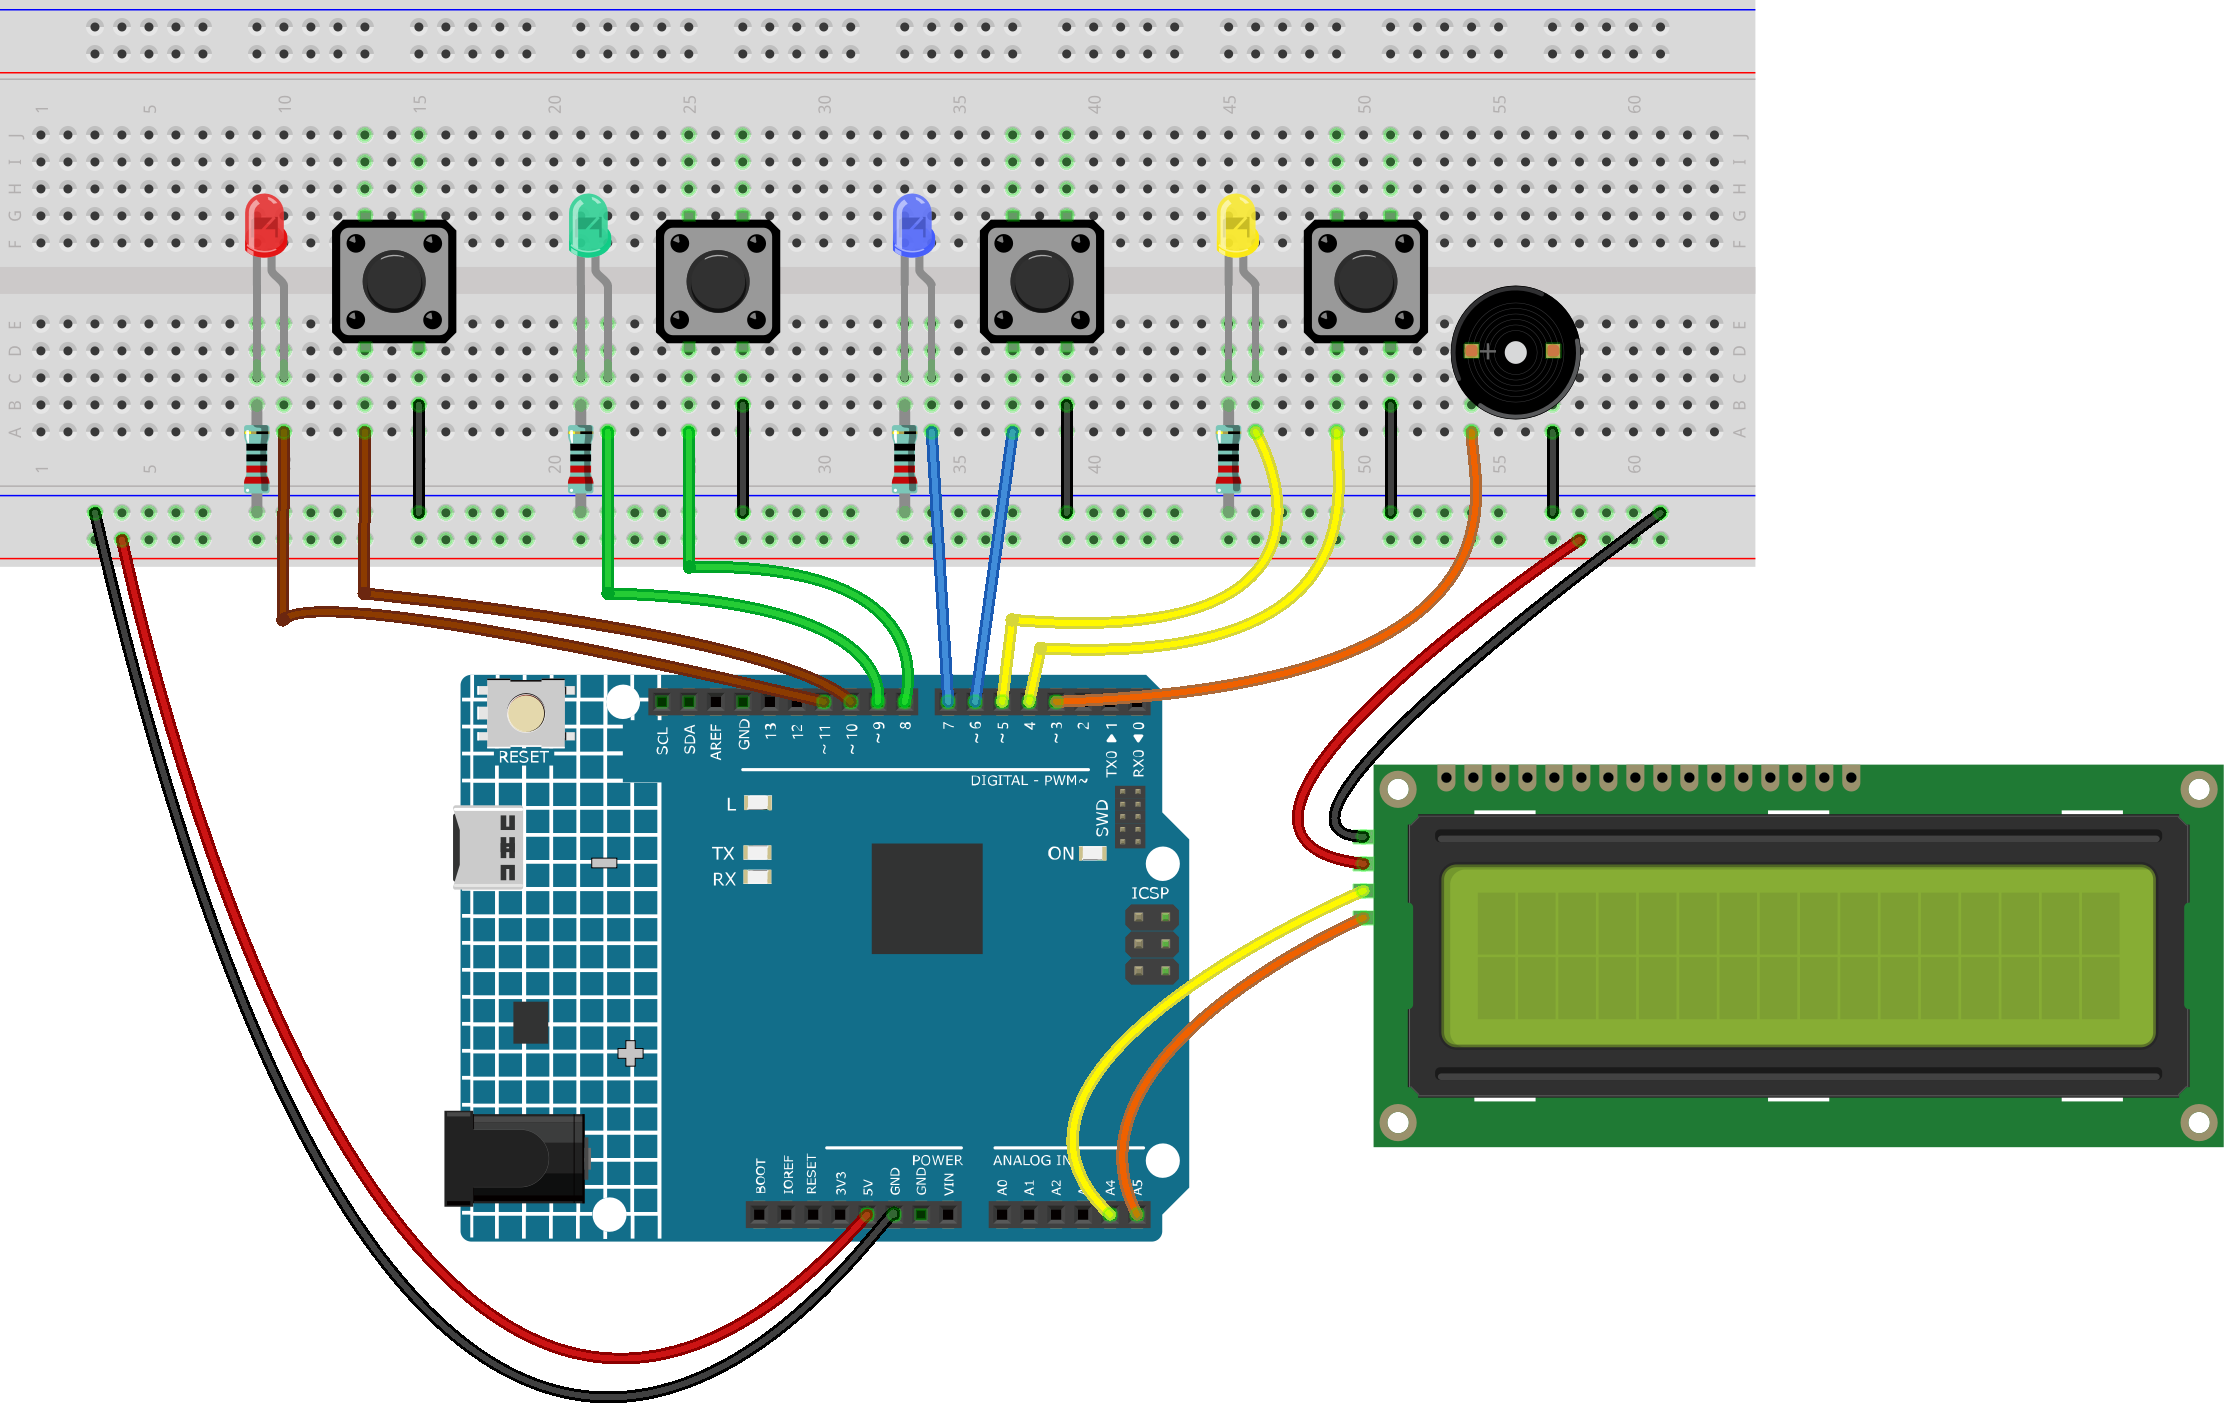 1 5 10 15 20 25 30 35 40 45 50 55 60
J J
I I
H H
G G
F F
E E
D D
C C
B B
A A
1 5 20 30 35 40 50 55 60
+
SCL SDA AREF GND 13 12 ~11 ~10 ~9 8 7 ~6 ~5 4 ~3 2 TX0 ▶ 1 RX0 ◀ 0
RESET
DIGITAL - PWM~
L
SWD
TX
ON
RX
ICSP
POWER
ANALOG IN
BOOT IOREF RESET 3V3 5V GND GND VIN A0 A1 A2 A4 A5